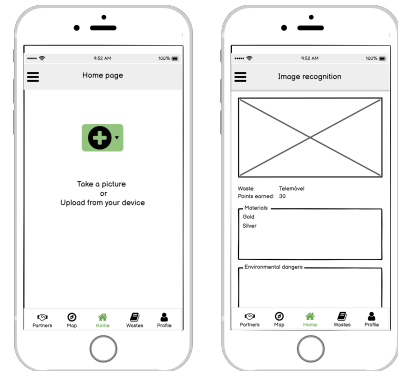 9:52 AM 100%
Home page
Take a picture
or
Upload from your device
Partners Map Home Wastes Profile
9:52 AM 100%
Image recognition
Waste: Telemóvel
Points earned: 30
Materials
Gold
Silver
Environmental dangers
Partners Map Home Wastes Profile